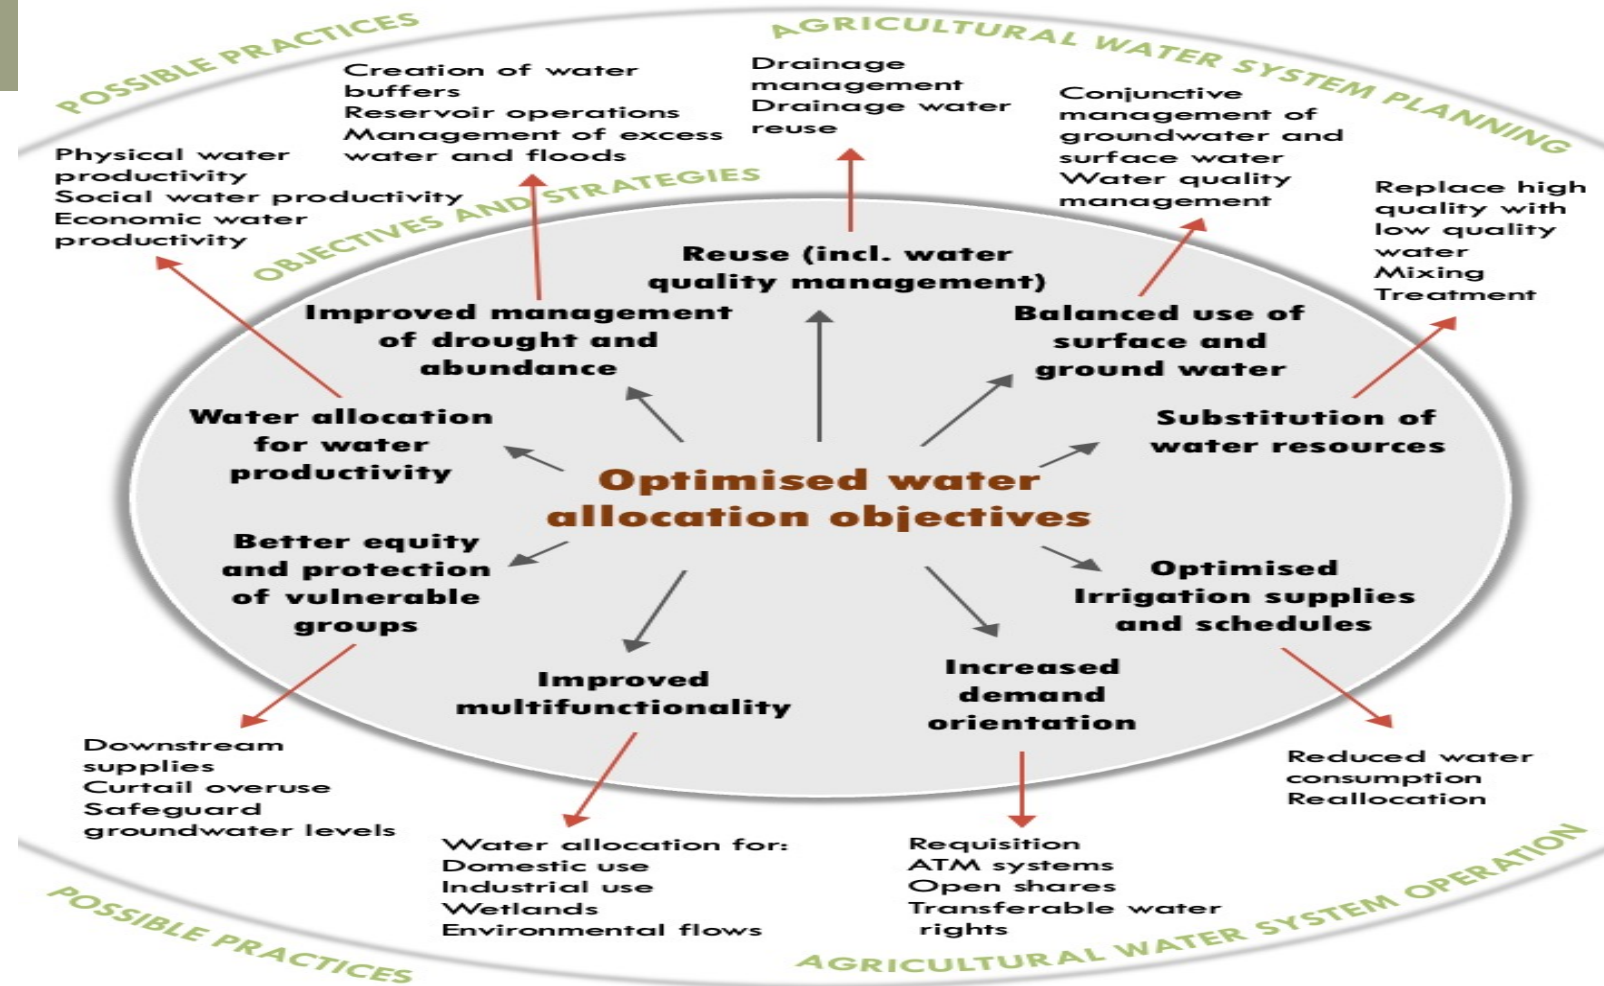 POSSIBLE PRACTICES
AGRICULTURAL WATER SYSTEM PLANNING
Creation of water
buffers
Reservoir operations
Management of excess
water and floods
Drainage
management
Drainage water
reuse
Conjunctive
management of
groundwater and
surface water
Water quality
management
Physical water
productivity
Social water productivity
Economic water
productivity
Replace high
quality with
low quality
water
Mixing
Treatment
OBJECTIVES AND STRATEGIES
Reuse (incl. water
quality management)
Improved management
of drought and
abundance
Balanced use of
surface and
ground water
Water allocation
for water
productivity
Substitution of
water resources
Optimised water
allocation objectives
Better equity
and protection
of vulnerable
groups
Optimised
Irrigation supplies
and schedules
Improved
multifunctionality
Increased
demand
orientation
Downstream
supplies
Curtail overuse
Safeguard
groundwater levels
Water allocation for:
Domestic use
Industrial use
Wetlands
Environmental flows
Requisition
ATM systems
Open shares
Transferable water
rights
Reduced water
consumption
Reallocation
POSSIBLE PRACTICES
AGRICULTURAL WATER SYSTEM OPERATION